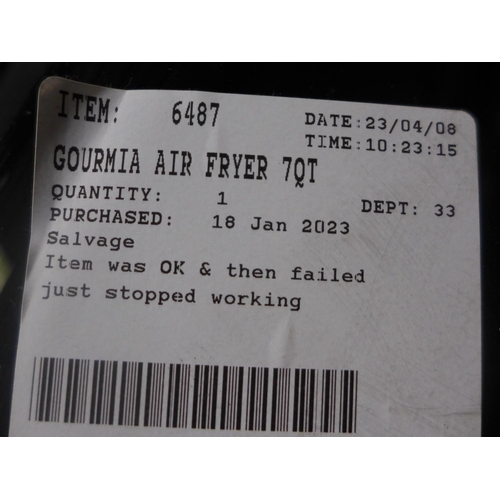 ITEM: 6487 DATE:23/04/08
TIME:10:23:15
GOURMIA AIR FRYER 7QT
QUANTITY: 1 DEPT: 33
PURCHASED: 18 Jan 2023
Salvage
Item was OK & then failed
just stopped working